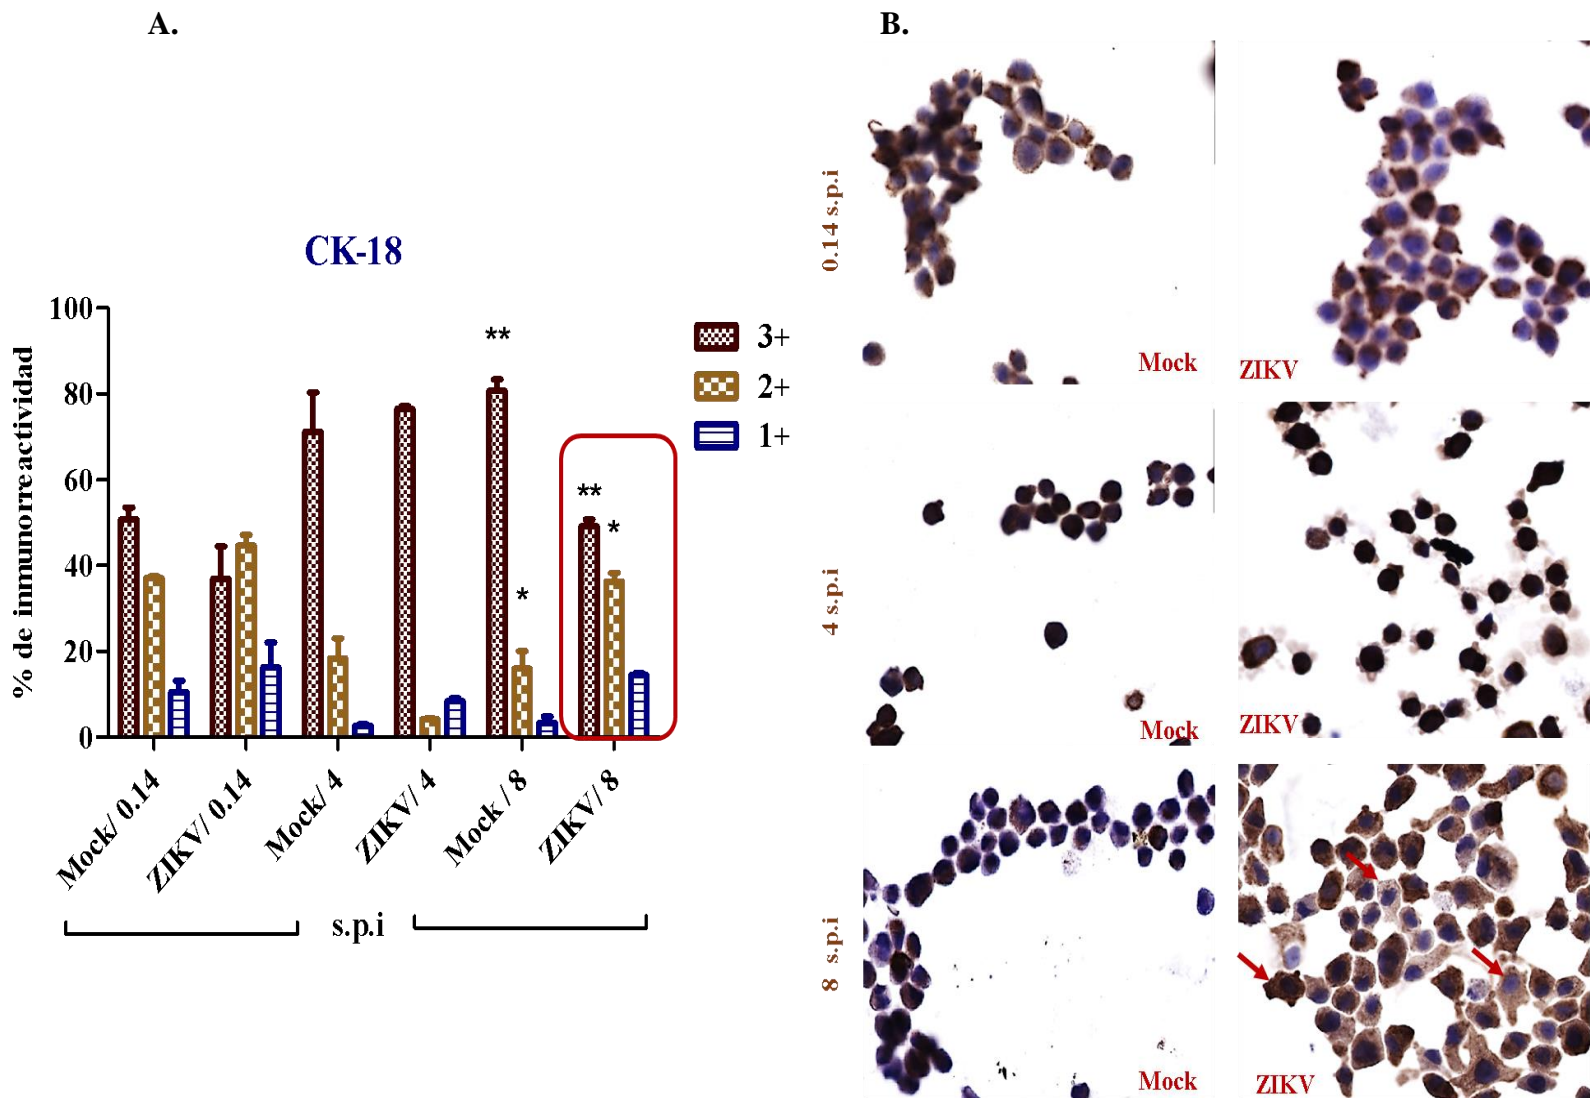 A.
CK-18
% de inmunorreactividad
100
80
60
40
20
0
**
*
**
*
3+
2+
1+
Mock/ 0.14
ZIKV/ 0.14
Mock/ 4
ZIKV/ 4
Mock / 8
ZIKV/ 8
s.p.i
B.
0.14 s.p.i
Mock
ZIKV
4 s.p.i
Mock
ZIKV
8 s.p.i
Mock
ZIKV